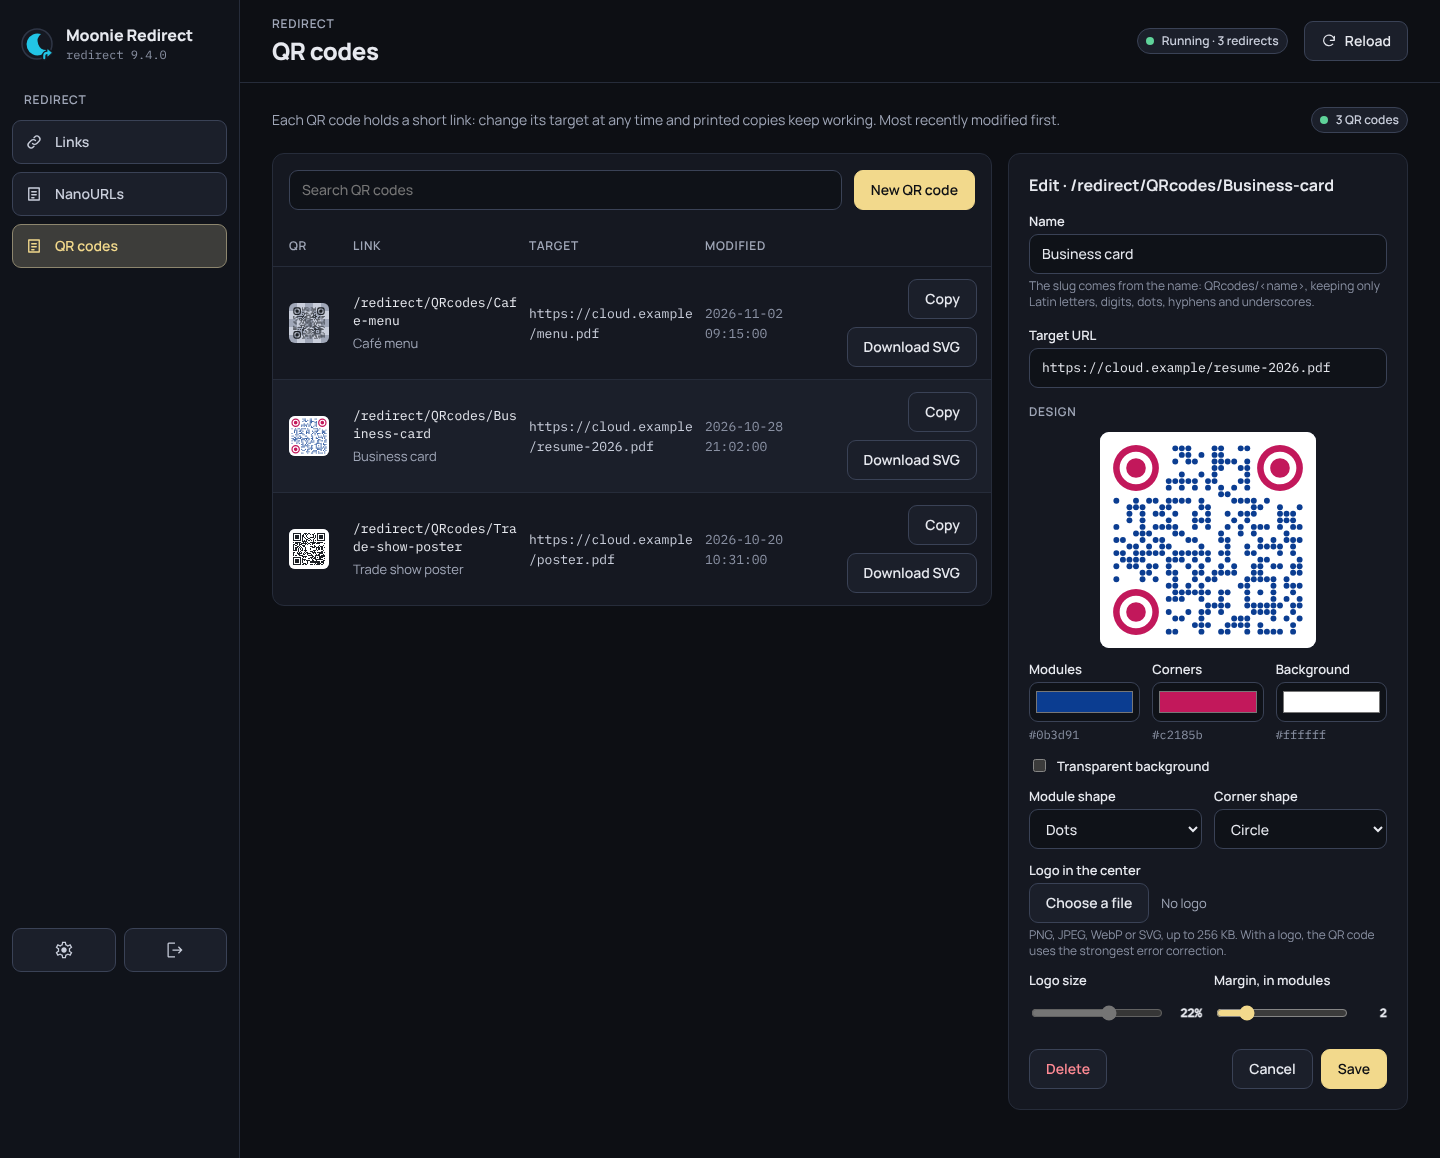 Moonie Redirect
redirect 9.4.0
REDIRECT
Links
NanoURLs
QR codes
REDIRECT
QR codes
Running · 3 redirects
Reload
Each QR code holds a short link: change its target at any time and printed copies keep working. Most recently modified first.
3 QR codes
Search QR codes
New QR code
QR LINK TARGET MODIFIED
/redirect/QRcodes/Caf
e-menu
Café menu
https://cloud.example
/menu.pdf
2026-11-02
09:15:00
Copy
Download SVG
/redirect/QRcodes/Bus
iness-card
Business card
https://cloud.example
/resume-2026.pdf
2026-10-28
21:02:00
Copy
Download SVG
/redirect/QRcodes/Tra
de-show-poster
Trade show poster
https://cloud.example
/poster.pdf
2026-10-20
10:31:00
Copy
Download SVG
Edit · /redirect/QRcodes/Business-card
Name
Business card
The slug comes from the name: QRcodes/<name>, keeping only
Latin letters, digits, dots, hyphens and underscores.
Target URL
https://cloud.example/resume-2026.pdf
DESIGN
Modules Corners Background
#0b3d91 #c2185b #ffffff
Transparent background
Module shape Corner shape
Dots Circle
Logo in the center
Choose a file No logo
PNG, JPEG, WebP or SVG, up to 256 KB. With a logo, the QR code
uses the strongest error correction.
Logo size Margin, in modules
22% 2
Delete Cancel Save